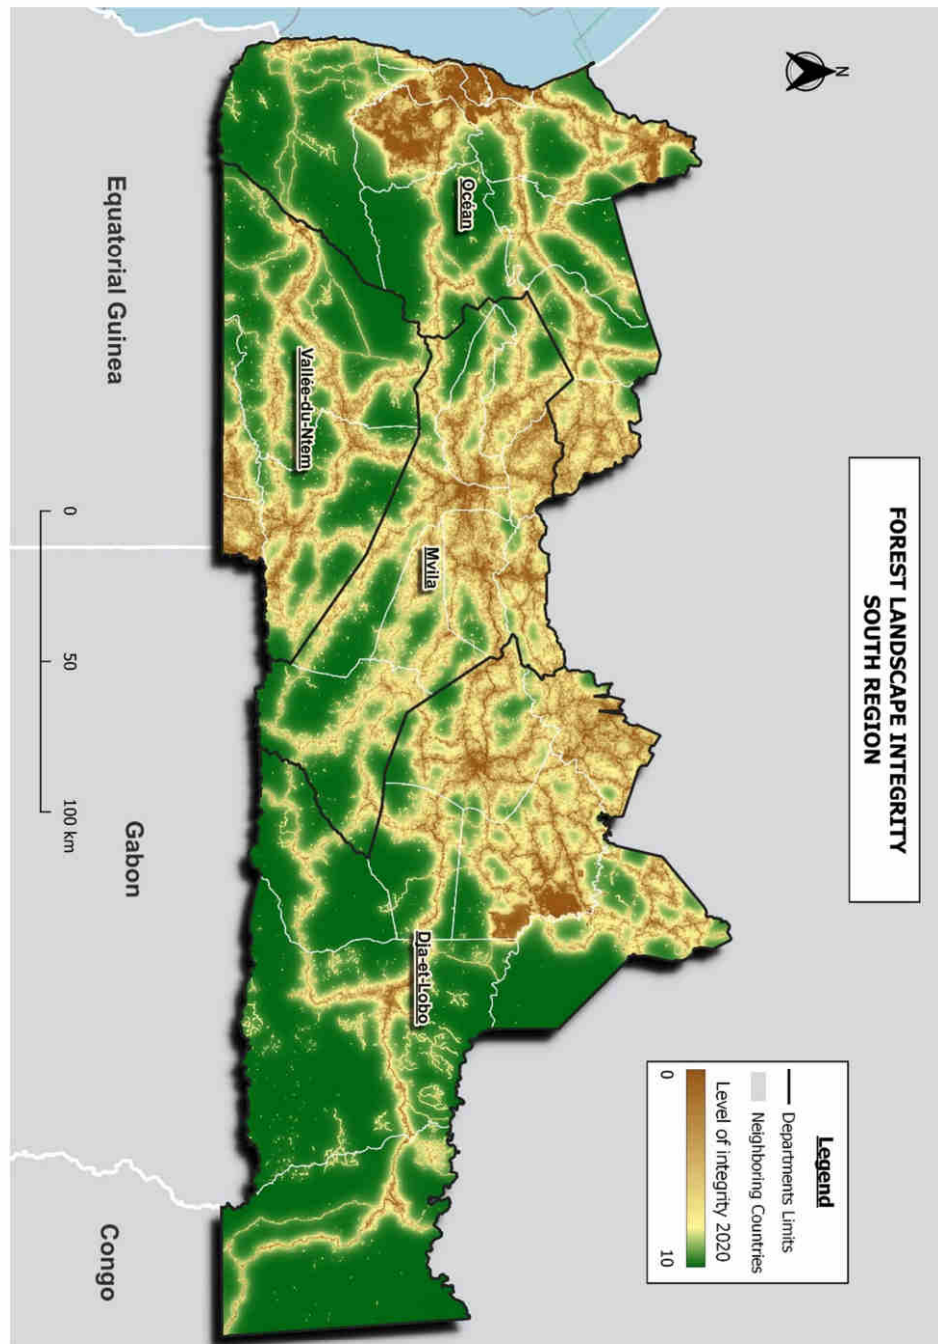 FOREST LANDSCAPE INTEGRITY
SOUTH REGION
N
Océan
Vallée-du-Ntem
Mvila
Dja-et-Lobo
Equatorial Guinea
Gabon
Congo
0 50 100 km
Legend
Departments Limits
Neighboring Countries
Level of integrity 2020
0 10